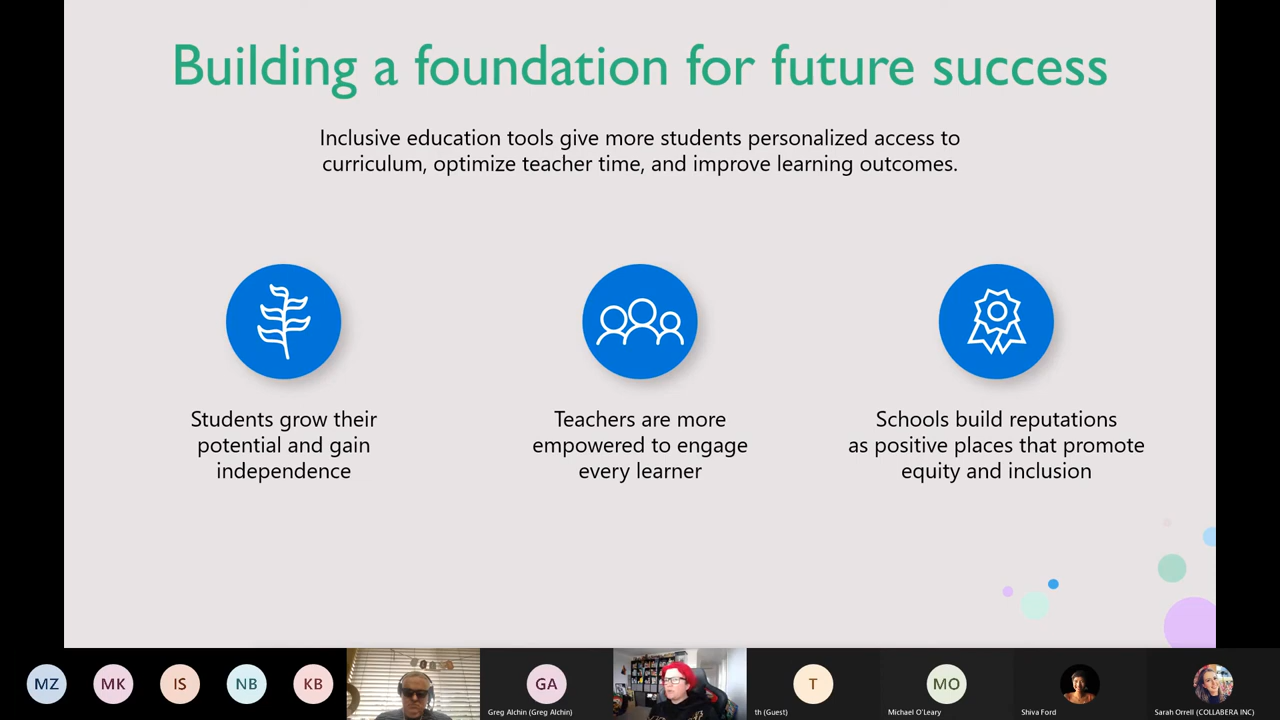 Building a foundation for future success
Inclusive education tools give more students personalized access to
curriculum, optimize teacher time, and improve learning outcomes.
Students grow their
potential and gain
independence
Teachers are more
empowered to engage
every learner
Schools build reputations
as positive places that promote
equity and inclusion
MZ
MK
IS
NB
KB
GA
Greg Alchin (Greg Alchin)
T
th (Guest)
MO
Michael O'Leary
Shiva Ford
Sarah Orrell (COLLABERA INC)